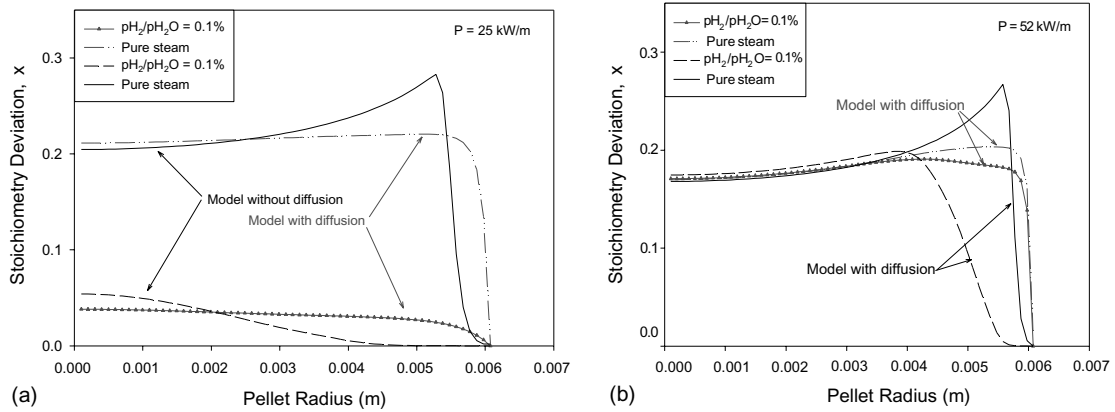 pH₂/pH₂O = 0.1%
Pure steam
pH₂/pH₂O = 0.1%
Pure steam
P = 25 kW/m
Stoichiometry Deviation, x
0.3
0.2
0.1
0.0
Model without diffusion
Model with diffusion
0.000 0.001 0.002 0.003 0.004 0.005 0.006 0.007
Pellet Radius (m)
(a)
pH₂/pH₂O= 0.1%
Pure steam
pH₂/pH₂O= 0.1%
Pure steam
P = 52 kW/m
Stoichiometry Deviation, x
0.3
0.2
0.1
0.0
Model with diffusion
Model with diffusion
0.000 0.001 0.002 0.003 0.004 0.005 0.006 0.007
Pellet Radius (m)
(b)